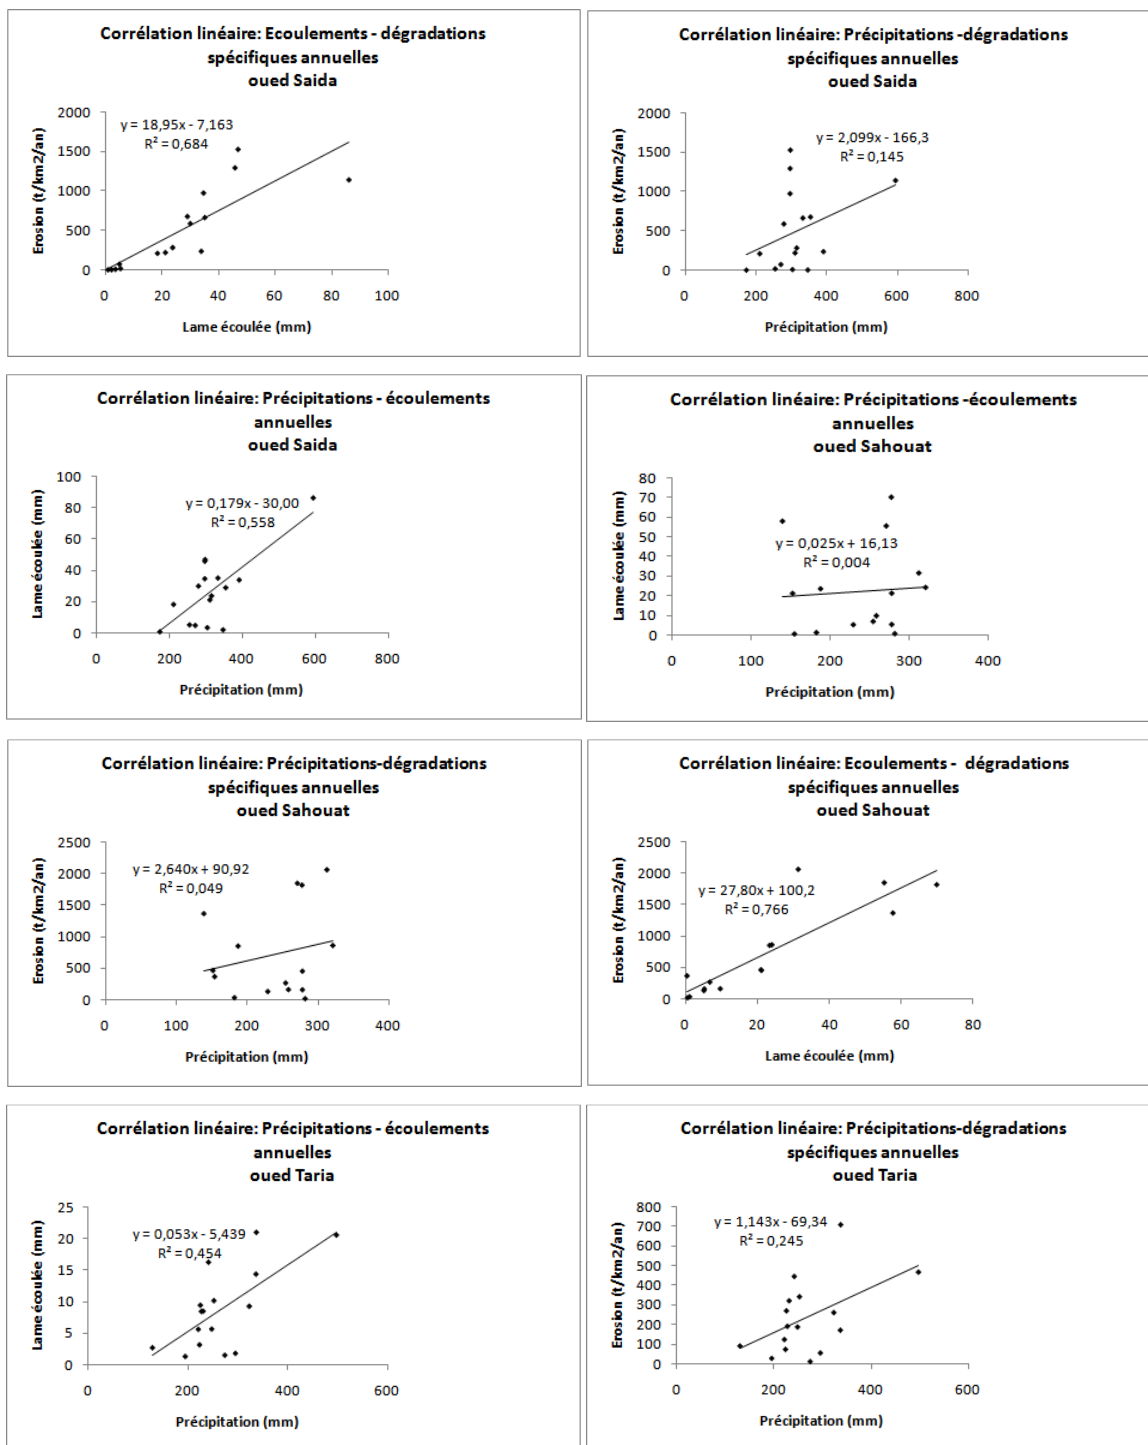 Corrélation linéaire: Ecoulements - dégradations
spécifiques annuelles
oued Saida
y = 18,95x - 7,163
R² = 0,684
Erosion (t/km2/an)
2000
1500
1000
500
0
0 20 40 60 80 100
Lame écoulée (mm)
Corrélation linéaire: Précipitations -dégradations
spécifiques annuelles
oued Saida
y = 2,099x - 166,3
R² = 0,145
Erosion (t/km2/an)
2000
1500
1000
500
0
0 200 400 600 800
Précipitation (mm)
Corrélation linéaire: Précipitations - écoulements
annuelles
oued Saida
y = 0,179x - 30,00
R² = 0,558
Lame écoulée (mm)
100
80
60
40
20
0
0 200 400 600 800
Précipitation (mm)
Corrélation linéaire: Précipitations -écoulements
annuelles
oued Sahouat
y = 0,025x + 16,13
R² = 0,004
Lame écoulée (mm)
80
70
60
50
40
30
20
10
0
0 100 200 300 400
Précipitation (mm)
Corrélation linéaire: Précipitations-dégradations
spécifiques annuelles
oued Sahouat
y = 2,640x + 90,92
R² = 0,049
Erosion (t/km2/an)
2500
2000
1500
1000
500
0
0 100 200 300 400
Précipitation (mm)
Corrélation linéaire: Ecoulements - dégradations
spécifiques annuelles
oued Sahouat
y = 27,80x + 100,2
R² = 0,766
Erosion (t/km2/an)
2500
2000
1500
1000
500
0
0 20 40 60 80
Lame écoulée (mm)
Corrélation linéaire: Précipitations - écoulements
annuelles
oued Taria
y = 0,053x - 5,439
R² = 0,454
Lame écoulée (mm)
25
20
15
10
5
0
0 200 400 600
Précipitation (mm)
Corrélation linéaire: Précipitations-dégradations
spécifiques annuelles
oued Taria
y = 1,143x - 69,34
R² = 0,245
Erosion (t/km2/an)
800
700
600
500
400
300
200
100
0
0 200 400 600
Précipitation (mm)